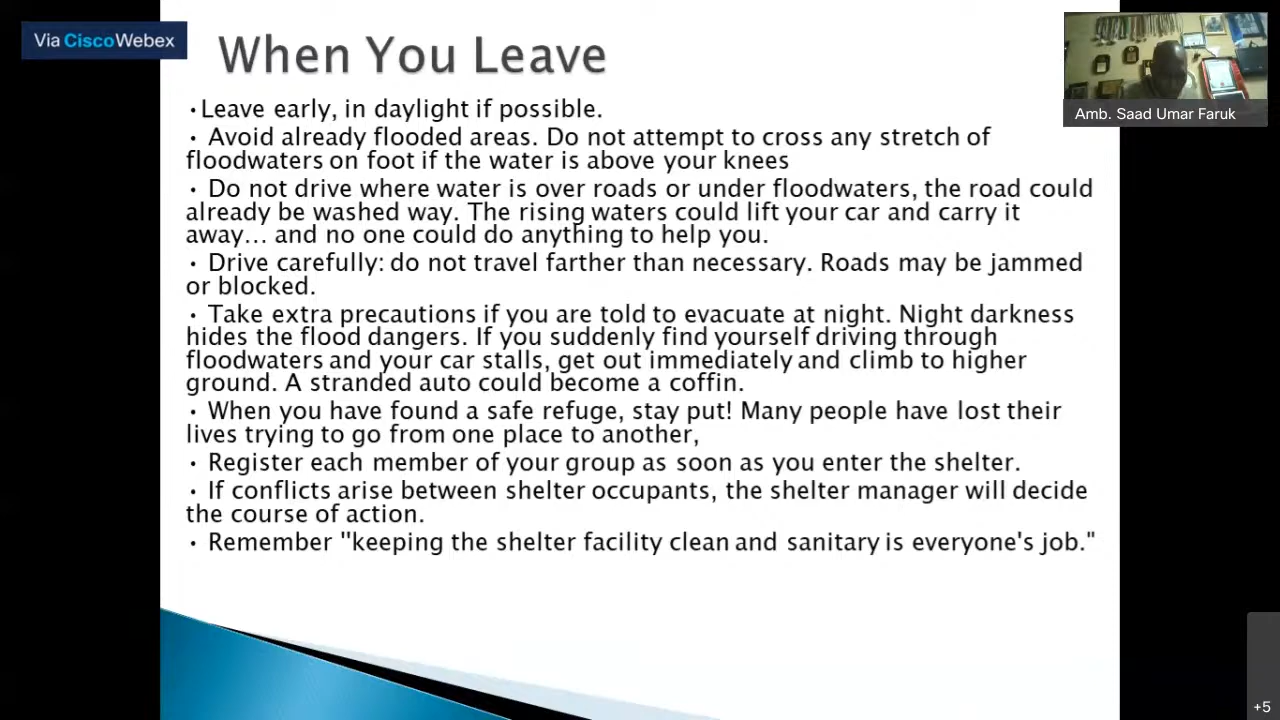 Via CiscoWebex
When You Leave
Amb. Saad Umar Faruk
•Leave early, in daylight if possible.
• Avoid already flooded areas. Do not attempt to cross any stretch of
floodwaters on foot if the water is above your knees
• Do not drive where water is over roads or under floodwaters, the road could
already be washed way. The rising waters could lift your car and carry it
away… and no one could do anything to help you.
• Drive carefully: do not travel farther than necessary. Roads may be jammed
or blocked.
• Take extra precautions if you are told to evacuate at night. Night darkness
hides the flood dangers. If you suddenly find yourself driving through
floodwaters and your car stalls, get out immediately and climb to higher
ground. A stranded auto could become a coffin.
• When you have found a safe refuge, stay put! Many people have lost their
lives trying to go from one place to another,
• Register each member of your group as soon as you enter the shelter.
• If conflicts arise between shelter occupants, the shelter manager will decide
the course of action.
• Remember "keeping the shelter facility clean and sanitary is everyone's job."
+5